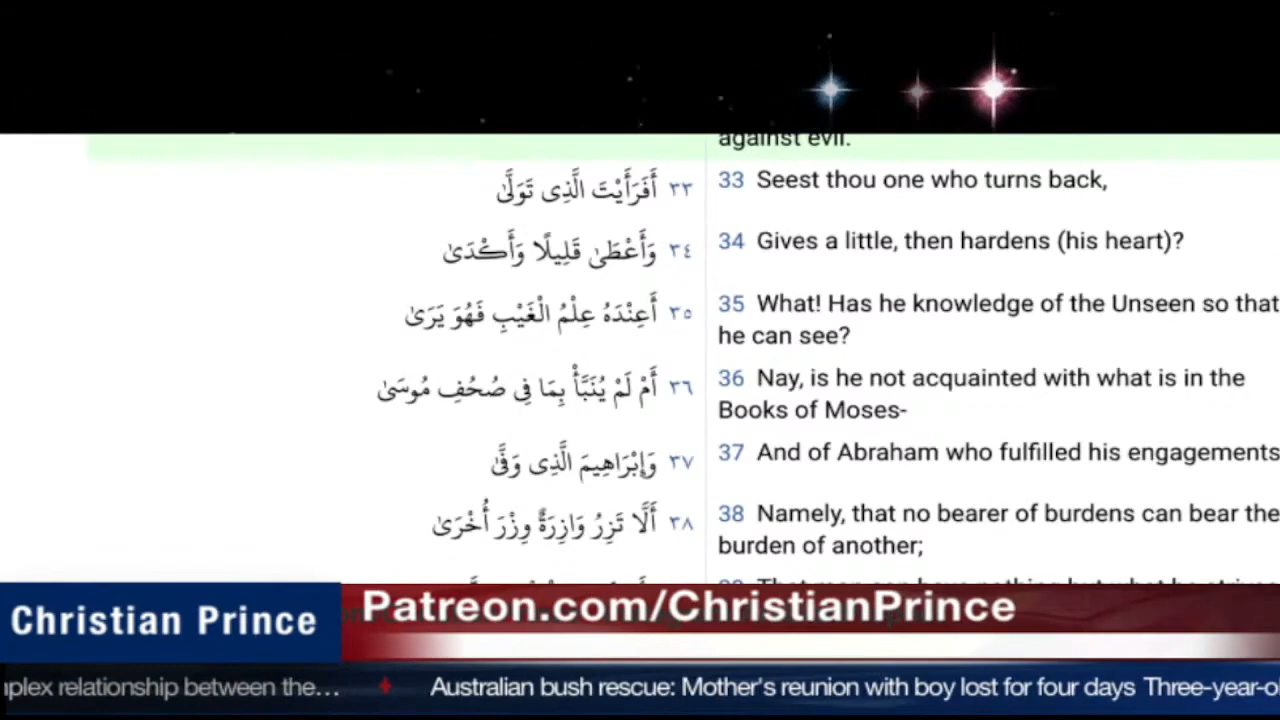 against evil.
أَفَرَأَيْتَ الَّذِى تَوَلَّىٰ ٣٣
33 Seest thou one who turns back,
وَأَعْطَىٰ قَلِيلًا وَأَكْدَىٰ ٣٤
34 Gives a little, then hardens (his heart)?
أَعِنْدَهُ عِلْمُ الْغَيْبِ فَهُوَ يَرَىٰ ٣٥
35 What! Has he knowledge of the Unseen so that
he can see?
أَمْ لَمْ يُنَبَّأْ بِمَا فِى صُحُفِ مُوسَىٰ ٣٦
36 Nay, is he not acquainted with what is in the
Books of Moses-
وَإِبْرَاهِيمَ الَّذِى وَفَّىٰ ٣٧
37 And of Abraham who fulfilled his engagements
أَلَّا تَزِرُ وَازِرَةٌ وِزْرَ أُخْرَىٰ ٣٨
38 Namely, that no bearer of burdens can bear the
burden of another;
Christian Prince
Patreon.com/ChristianPrince
relationship between the...
Australian bush rescue: Mother's reunion with boy lost for four days